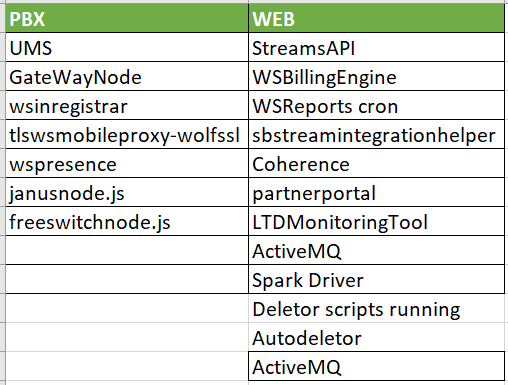 PBX WEB
UMS StreamsAPI
GateWayNode WSBillingEngine
wsinregistrar WSReports cron
tlswsmobileproxy-wolfssl sbstreamintegrationhelper
wspresence Coherence
janusnode.js partnerportal
freeswitchnode.js LTDMonitoringTool
ActiveMQ
Spark Driver
Deletor scripts running
Autodeletor
ActiveMQ